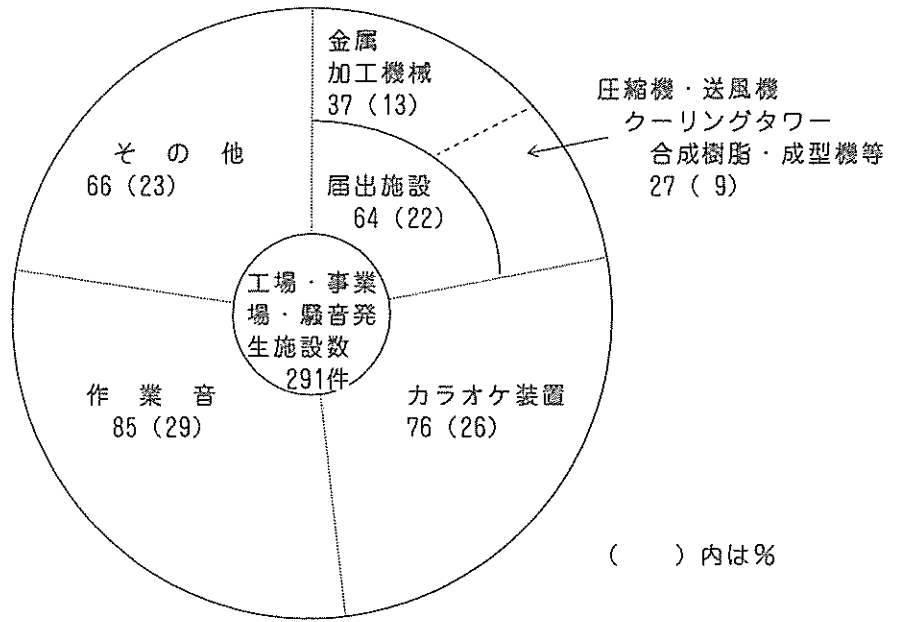 金属
加工機械
37 (13)
圧縮機・送風機
クーリングタワー
合成樹脂・成型機等
27 ( 9)
そ の 他
66 (23)
届出施設
64 (22)
工場・事業
場・騒音発
生施設数
291件
作 業 音
85 (29)
カラオケ装置
76 (26)
( )内は%